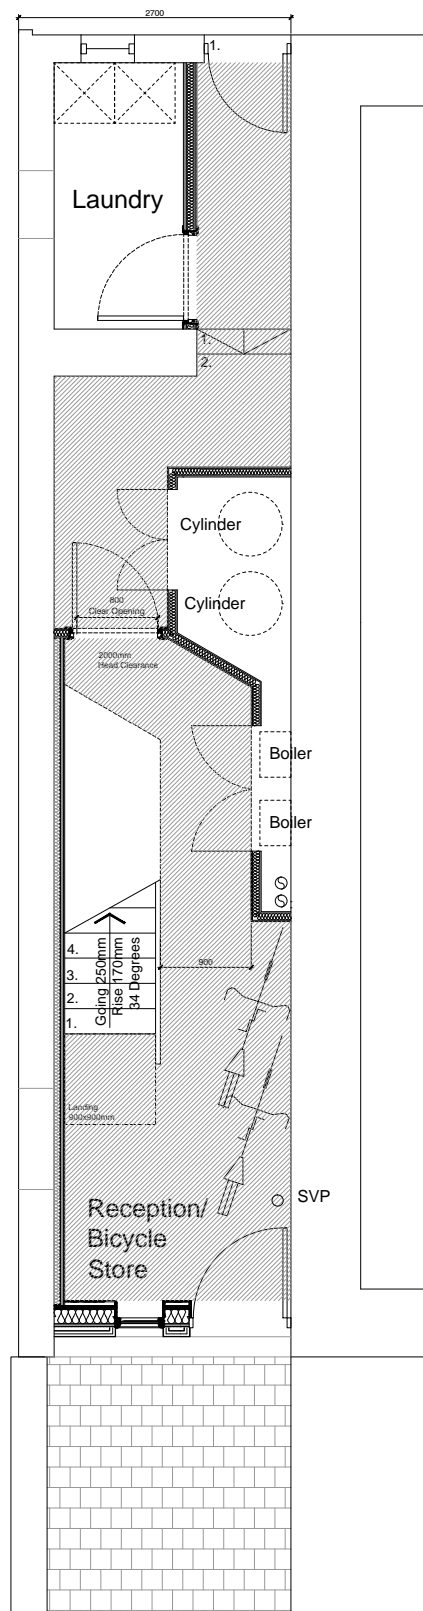 2700
1.
Laundry
1.
2.
Cylinder
Cylinder
800
Clear Opening
2000mm
Head Clearance
Boiler
Boiler
4.
3.
2.
1.
Going 250mm
Rise 170mm
34 Degrees
900
Landing
900x900mm
SVP
Reception/
Bicycle
Store